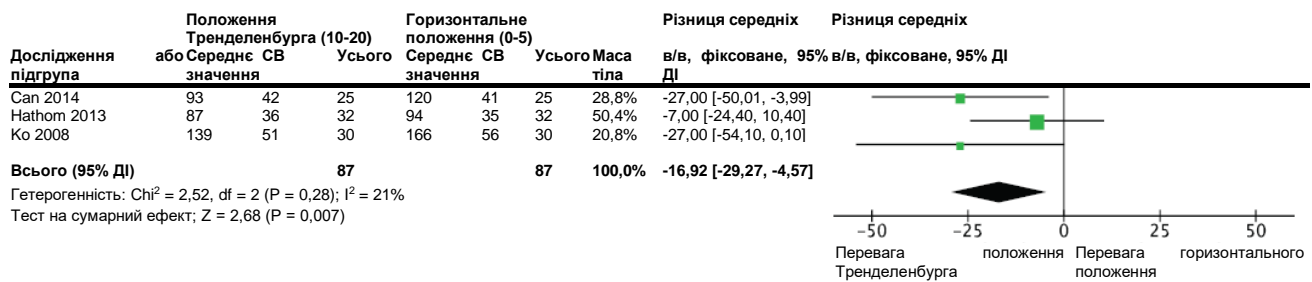 Положення Тренделенбурга (10-20) Горизонтальне положення (0-5) Різниця середніх Різниця середніх
Дослідження або підгрупа Середнє значення СВ Усього Середнє значення СВ Усього Маса тіла в/в, фіксоване, 95% ДІ в/в, фіксоване, 95% ДІ
Can 2014 93 42 25 120 41 25 28,8% -27,00 [-50,01, -3,99]
Hathom 2013 87 36 32 94 35 32 50,4% -7,00 [-24,40, 10,40]
Ko 2008 139 51 30 166 56 30 20,8% -27,00 [-54,10, 0,10]
Всього (95% ДІ) 87 87 100,0% -16,92 [-29,27, -4,57]
Гетерогенність: Chi² = 2,52, df = 2 (P = 0,28); I² = 21%
Тест на сумарний ефект; Z = 2,68 (P = 0,007)
-50 -25 0 25 50
Перевага положення Тренделенбурга Перевага горизонтального положення